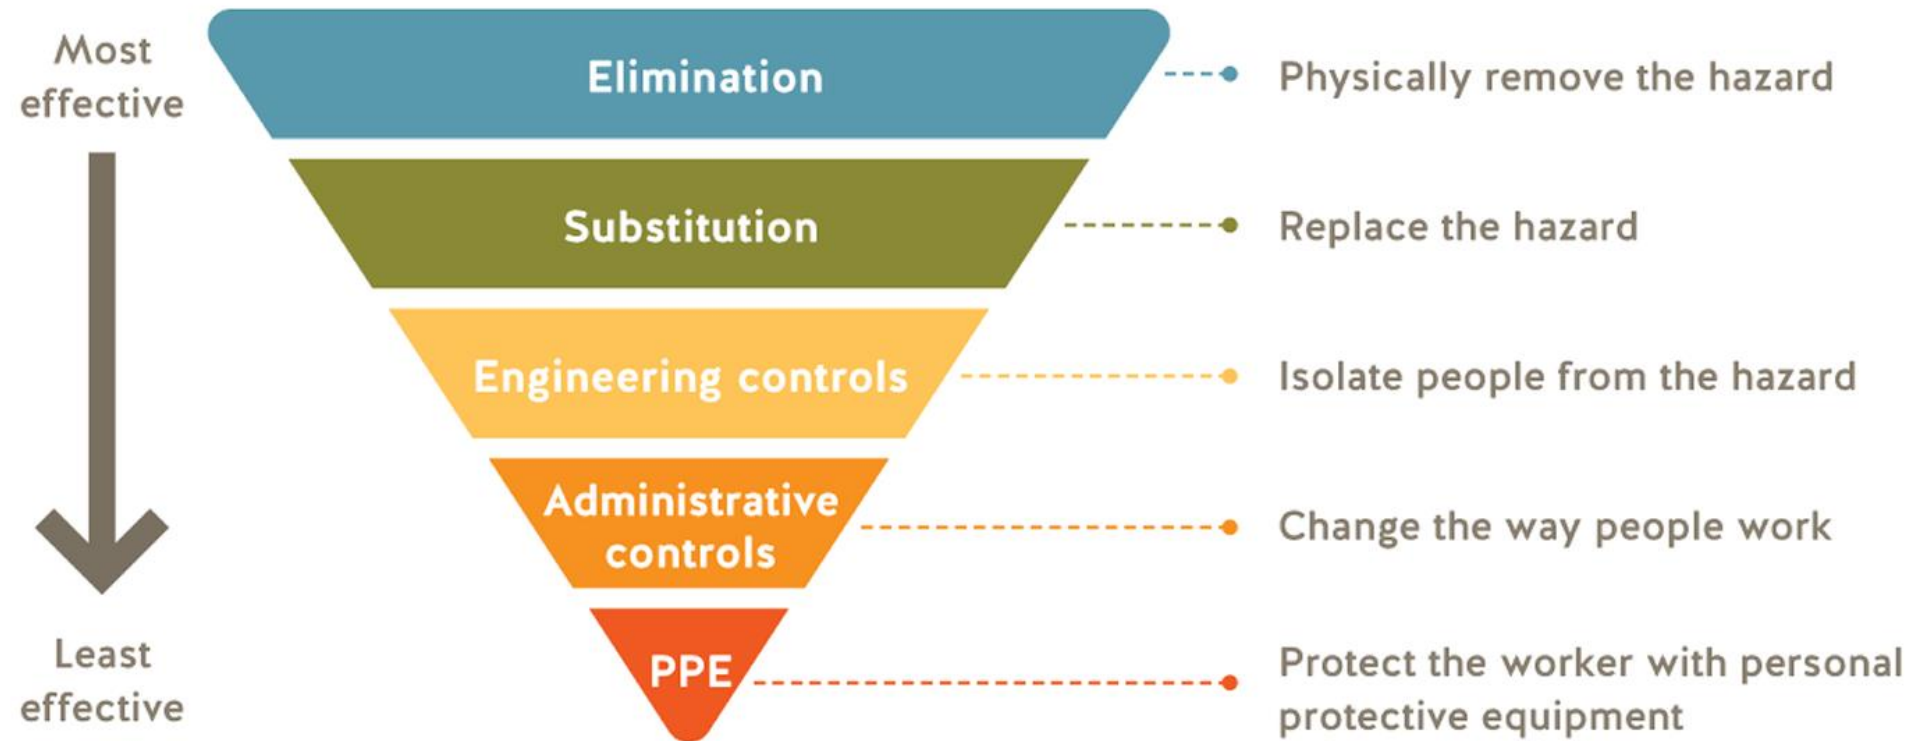 Most
effective
Elimination
Physically remove the hazard
Substitution
Replace the hazard
Engineering controls
Isolate people from the hazard
Administrative
controls
Change the way people work
Least
effective
PPE
Protect the worker with personal
protective equipment